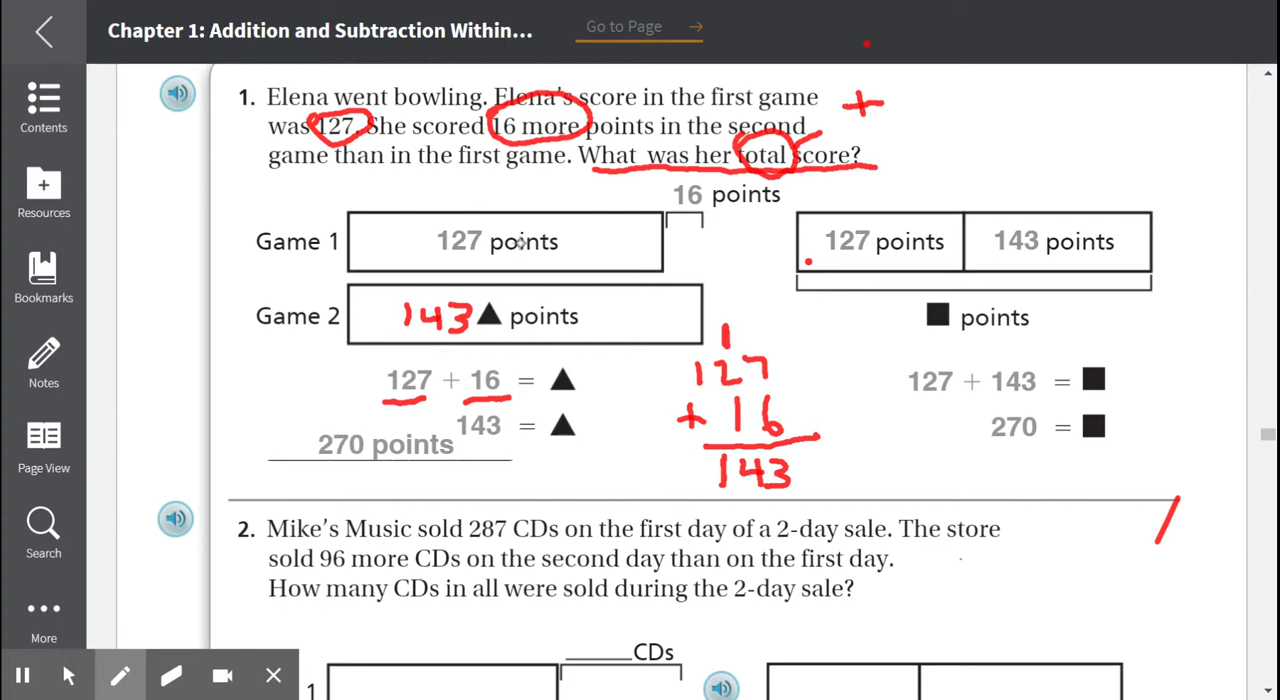 Chapter 1: Addition and Subtraction Within...
Go to Page →
Contents
Resources
Bookmarks
Notes
Page View
Search
More
1. Elena went bowling. Elena's score in the first game
was 127. She scored 16 more points in the second
game than in the first game. What was her total score?
+
16 points
Game 1
127 points
127 points
143 points
Game 2
143 ▲ points
■ points
127 + 16 = ▲
143 = ▲
270 points
1
127
+ 16
143
127 + 143 = ■
270 = ■
2. Mike's Music sold 287 CDs on the first day of a 2-day sale. The store
sold 96 more CDs on the second day than on the first day.
How many CDs in all were sold during the 2-day sale?
_____CDs
1